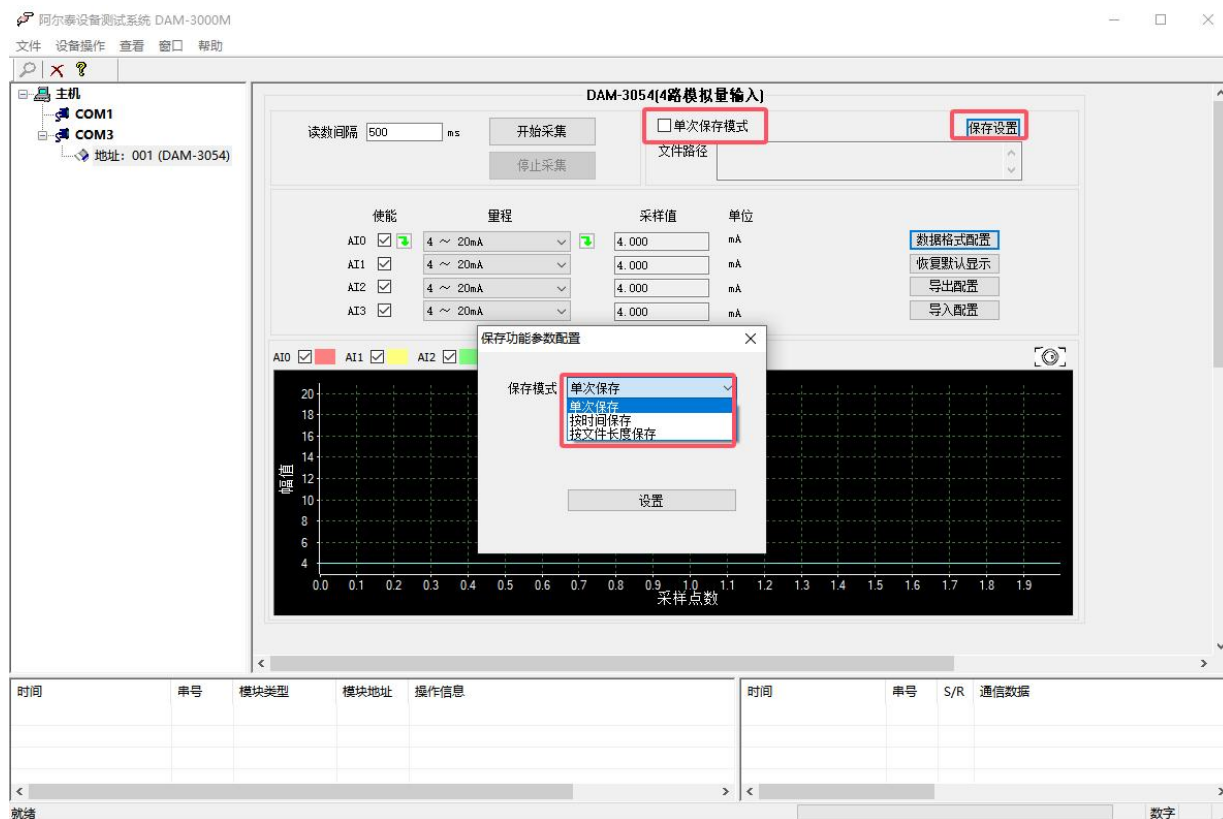 阿尔泰设备测试系统 DAM-3000M
文件 设备操作 查看 窗口 帮助
主机
COM1
COM3
地址：001 (DAM-3054)
DAM-3054(4路模拟量输入)
读数间隔 500 ms 开始采集
停止采集
单次保存模式 保存设置
文件路径
使能 量程 采样值 单位
AI0 4 ～ 20mA 4.000 mA 数据格式配置
AI1 4 ～ 20mA 4.000 mA 恢复默认显示
AI2 4 ～ 20mA 4.000 mA 导出配置
AI3 4 ～ 20mA 4.000 mA 导入配置
AI0 AI1 AI2
保存功能参数配置
保存模式 单次保存
单次保存
按时间保存
按文件长度保存
设置
幅值
20
18
16
14
12
10
8
6
4
0.0 0.1 0.2 0.3 0.4 0.5 0.6 0.7 0.8 0.9 1.0 1.1 1.2 1.3 1.4 1.5 1.6 1.7 1.8 1.9
采样点数
时间 串号 模块类型 模块地址 操作信息
时间 串号 S/R 通信数据
就绪 数字